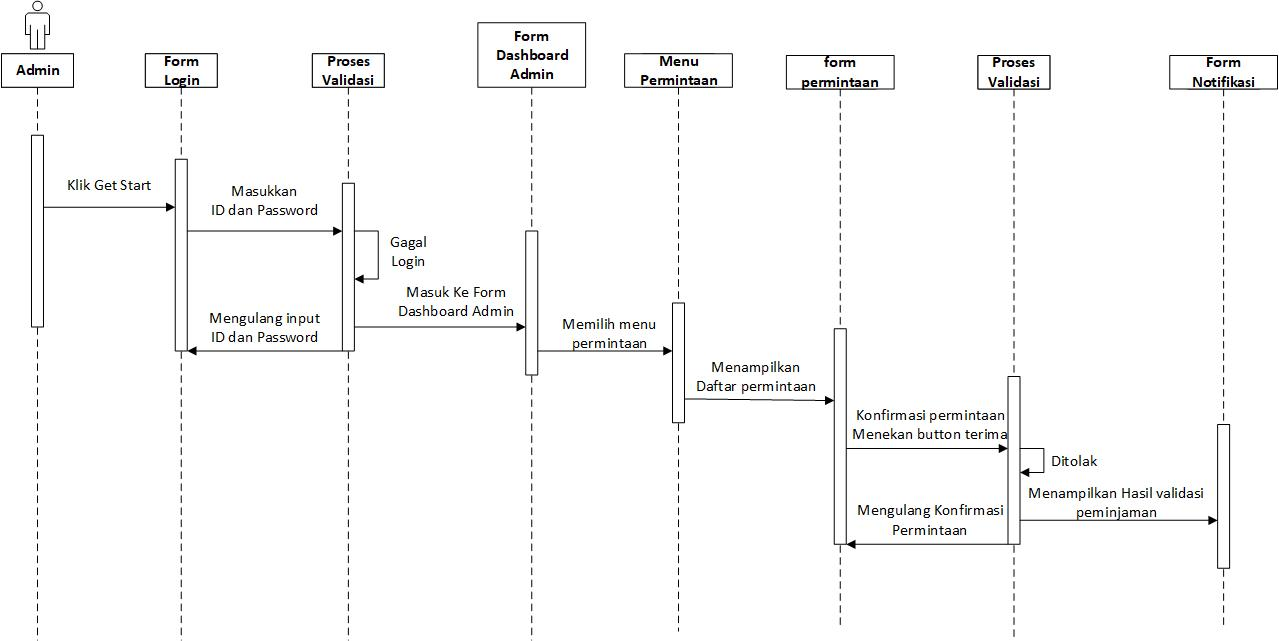 Admin
Form
Login
Proses
Validasi
Form
Dashboard
Admin
Menu
Permintaan
form
permintaan
Proses
Validasi
Form
Notifikasi
Klik Get Start
Masukkan
ID dan Password
Gagal
Login
Masuk Ke Form
Dashboard Admin
Mengulang input
ID dan Password
Memilih menu
permintaan
Menampilkan
Daftar permintaan
Konfirmasi permintaan
Menekan button terima
Ditolak
Menampilkan Hasil validasi
peminjaman
Mengulang Konfirmasi
Permintaan